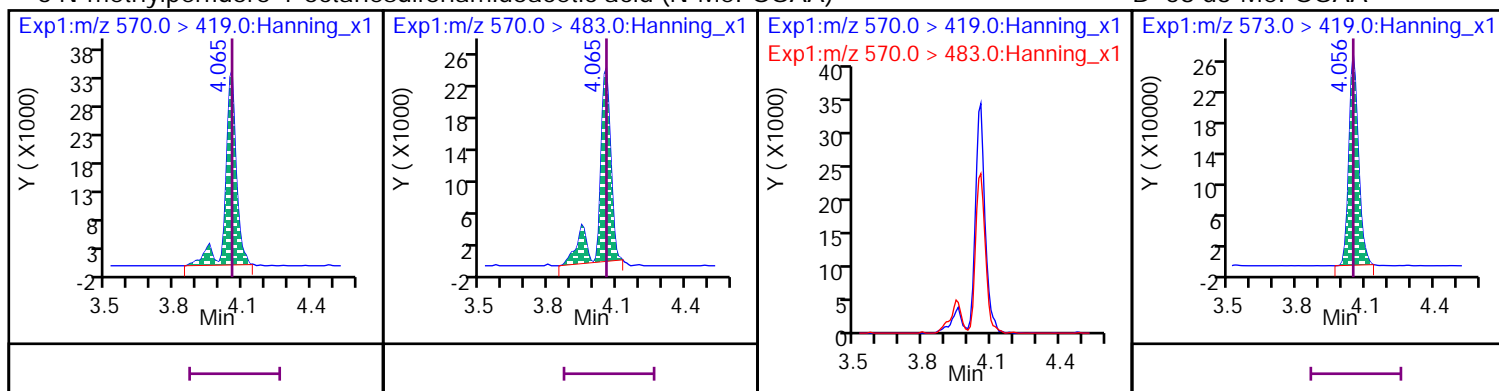 N-methylperfluoro-1-octanesulfonamidoacetic acid (N-MeFOSAA)
Exp1:m/z 570.0 > 419.0:Hanning_x1
4.065
Y ( X1000)
38
33
28
23
18
13
8
3
-2
3.5 3.8 4.1 4.4
Min
Exp1:m/z 570.0 > 483.0:Hanning_x1
4.065
Y ( X1000)
26
22
18
14
10
6
2
-2
3.5 3.8 4.1 4.4
Min
Exp1:m/z 570.0 > 419.0:Hanning_x1
Exp1:m/z 570.0 > 483.0:Hanning_x1
Y ( X1000)
40
35
30
25
20
15
10
5
0
3.5 3.8 4.1 4.4
Min
Exp1:m/z 573.0 > 419.0:Hanning_x1
4.056
Y ( X10000)
26
22
18
14
10
6
2
-2
3.5 3.8 4.1 4.4
Min